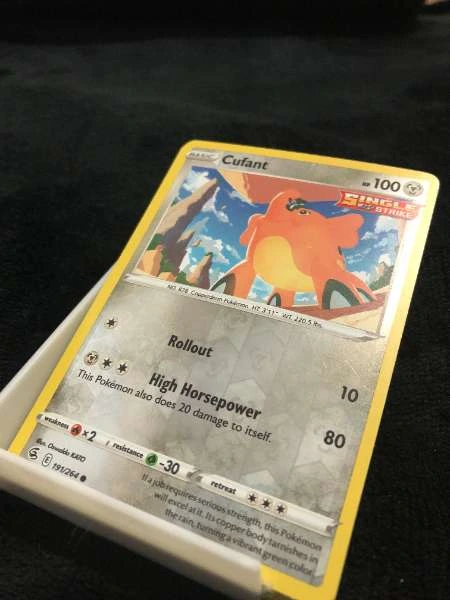 BASIC Cufant HP 100
SINGLE
STRIKE
NO. 878 Copperderm Pokémon HT: 3'11" WT: 220.5 lbs.
Rollout 10
High Horsepower 80
This Pokémon also does 20 damage to itself.
weakness ×2 resistance -30 retreat
Illus. Chosuke KATO
E 191/264
If a job requires serious strength, this Pokémon
will excel at it. Its copper body tarnishes in
the rain, turning a vibrant green color.